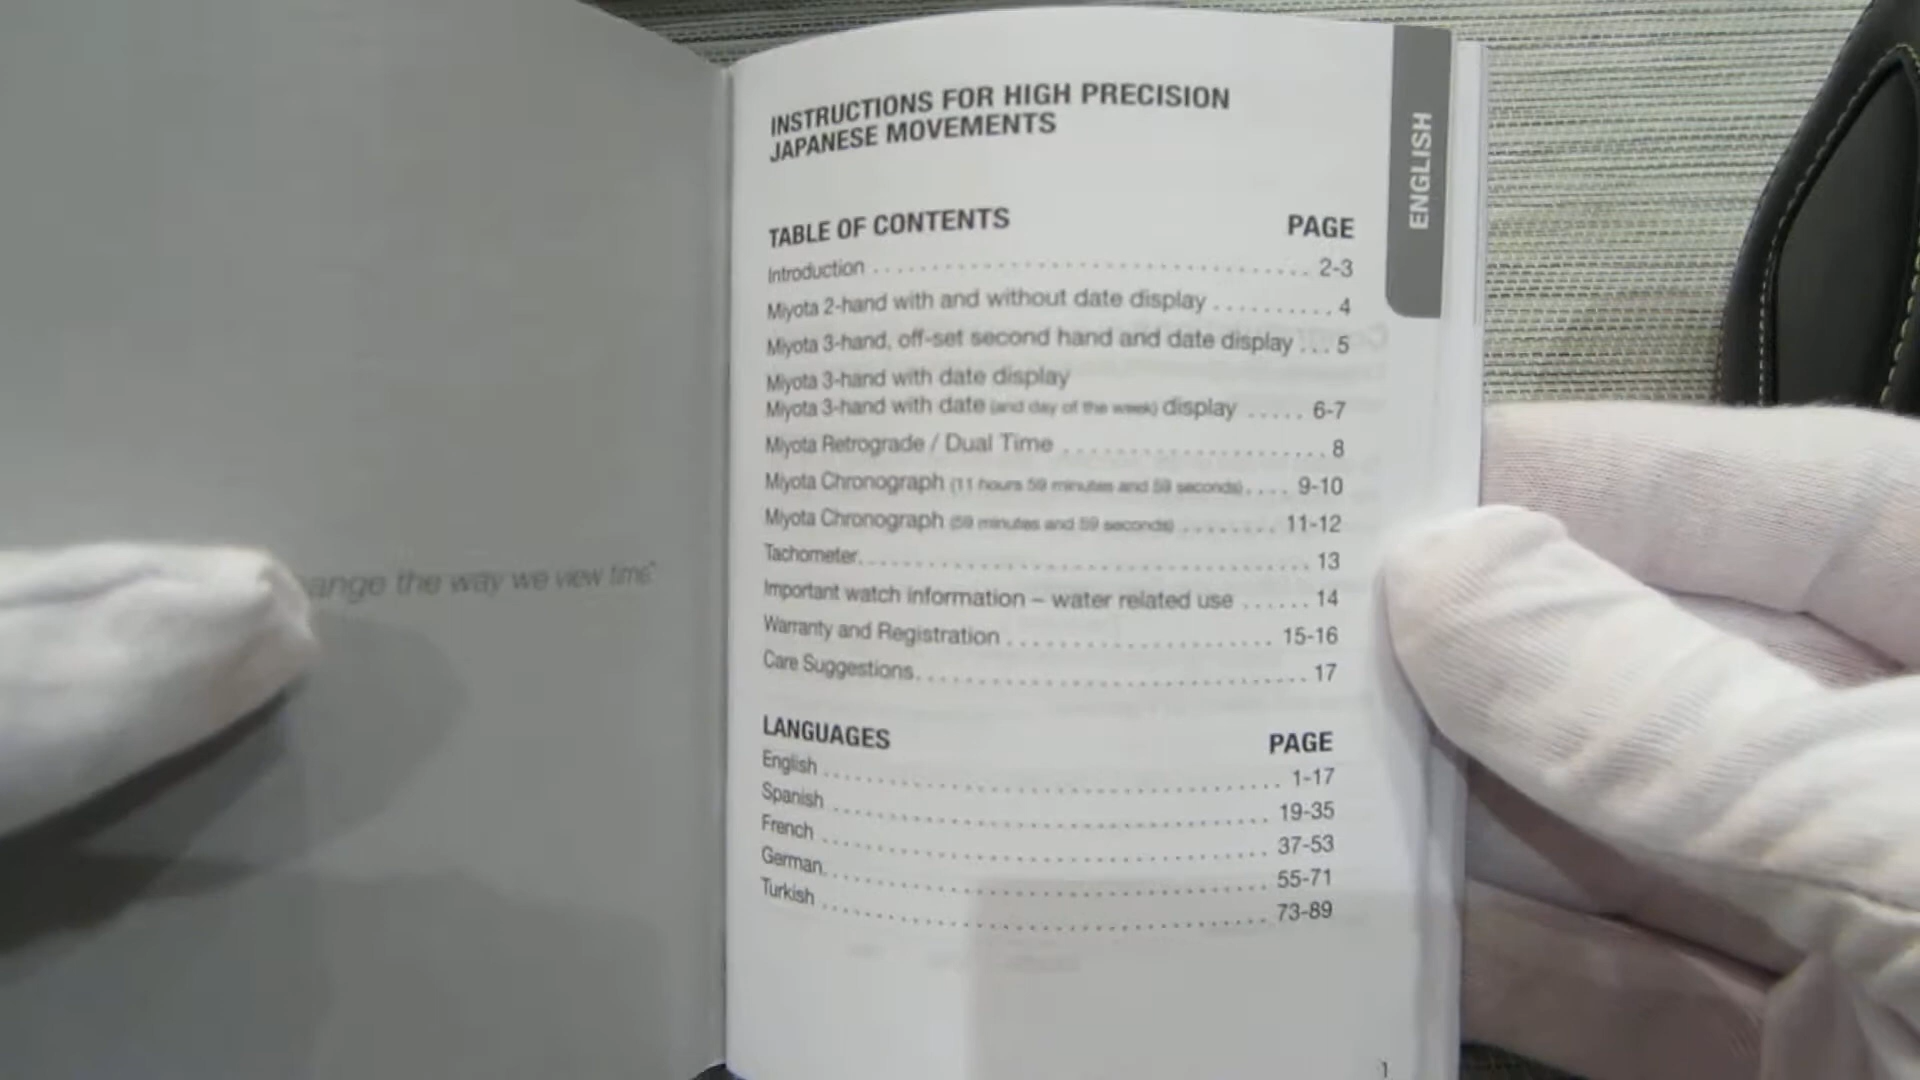 ange the way we view time"
INSTRUCTIONS FOR HIGH PRECISION
JAPANESE MOVEMENTS
ENGLISH
TABLE OF CONTENTS PAGE
Introduction ........ 2-3
Miyota 2-hand with and without date display ........ 4
Miyota 3-hand, off-set second hand and date display ... 5
Miyota 3-hand with date display
Miyota 3-hand with date (and day of the week) display ..... 6-7
Miyota Retrograde / Dual Time ........ 8
Miyota Chronograph (11 hours 59 minutes and 59 seconds) .... 9-10
Miyota Chronograph (59 minutes and 59 seconds) ........ 11-12
Tachometer ........ 13
Important watch information – water related use ...... 14
Warranty and Registration ........ 15-16
Care Suggestions ........ 17
LANGUAGES PAGE
English ........ 1-17
Spanish ........ 19-35
French ........ 37-53
German ........ 55-71
Turkish ........ 73-89
1